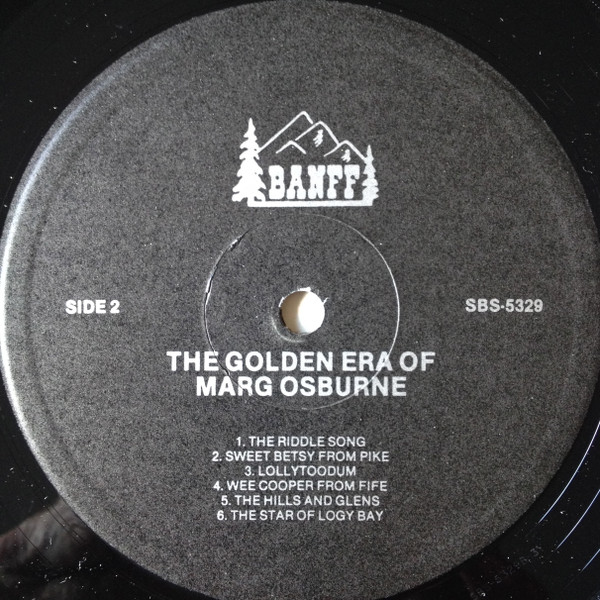 BANFF
SIDE 2
SBS-5329
THE GOLDEN ERA OF
MARG OSBURNE
1. THE RIDDLE SONG
2. SWEET BETSY FROM PIKE
3. LOLLYTOODUM
4. WEE COOPER FROM FIFE
5. THE HILLS AND GLENS
6. THE STAR OF LOGY BAY